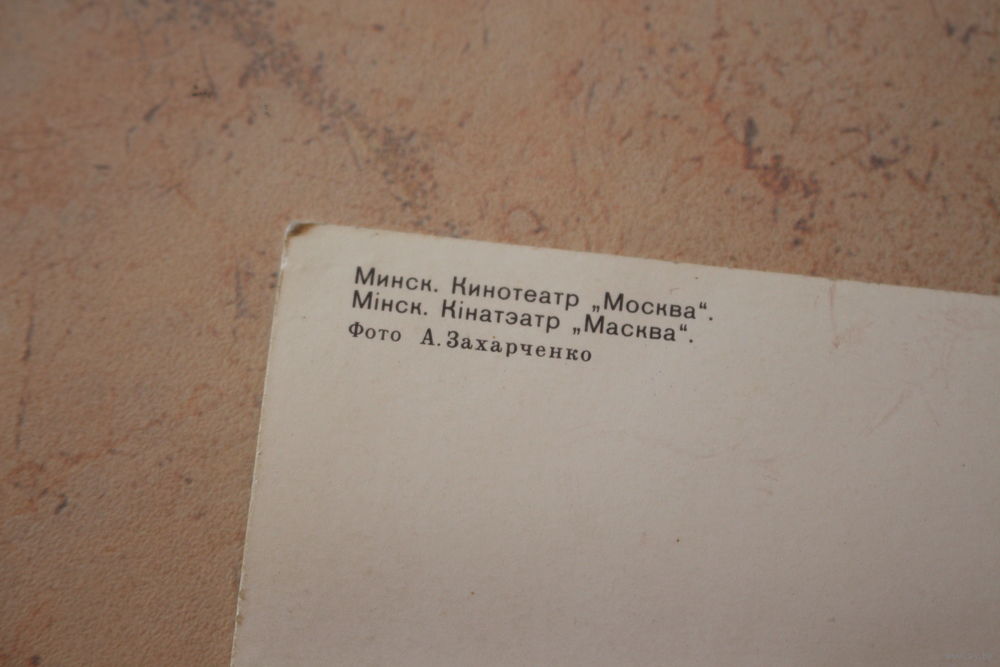 Минск. Кинотеатр „Москва“.
Мінск. Кінатэатр „Масква“.
Фото А. Захарченко